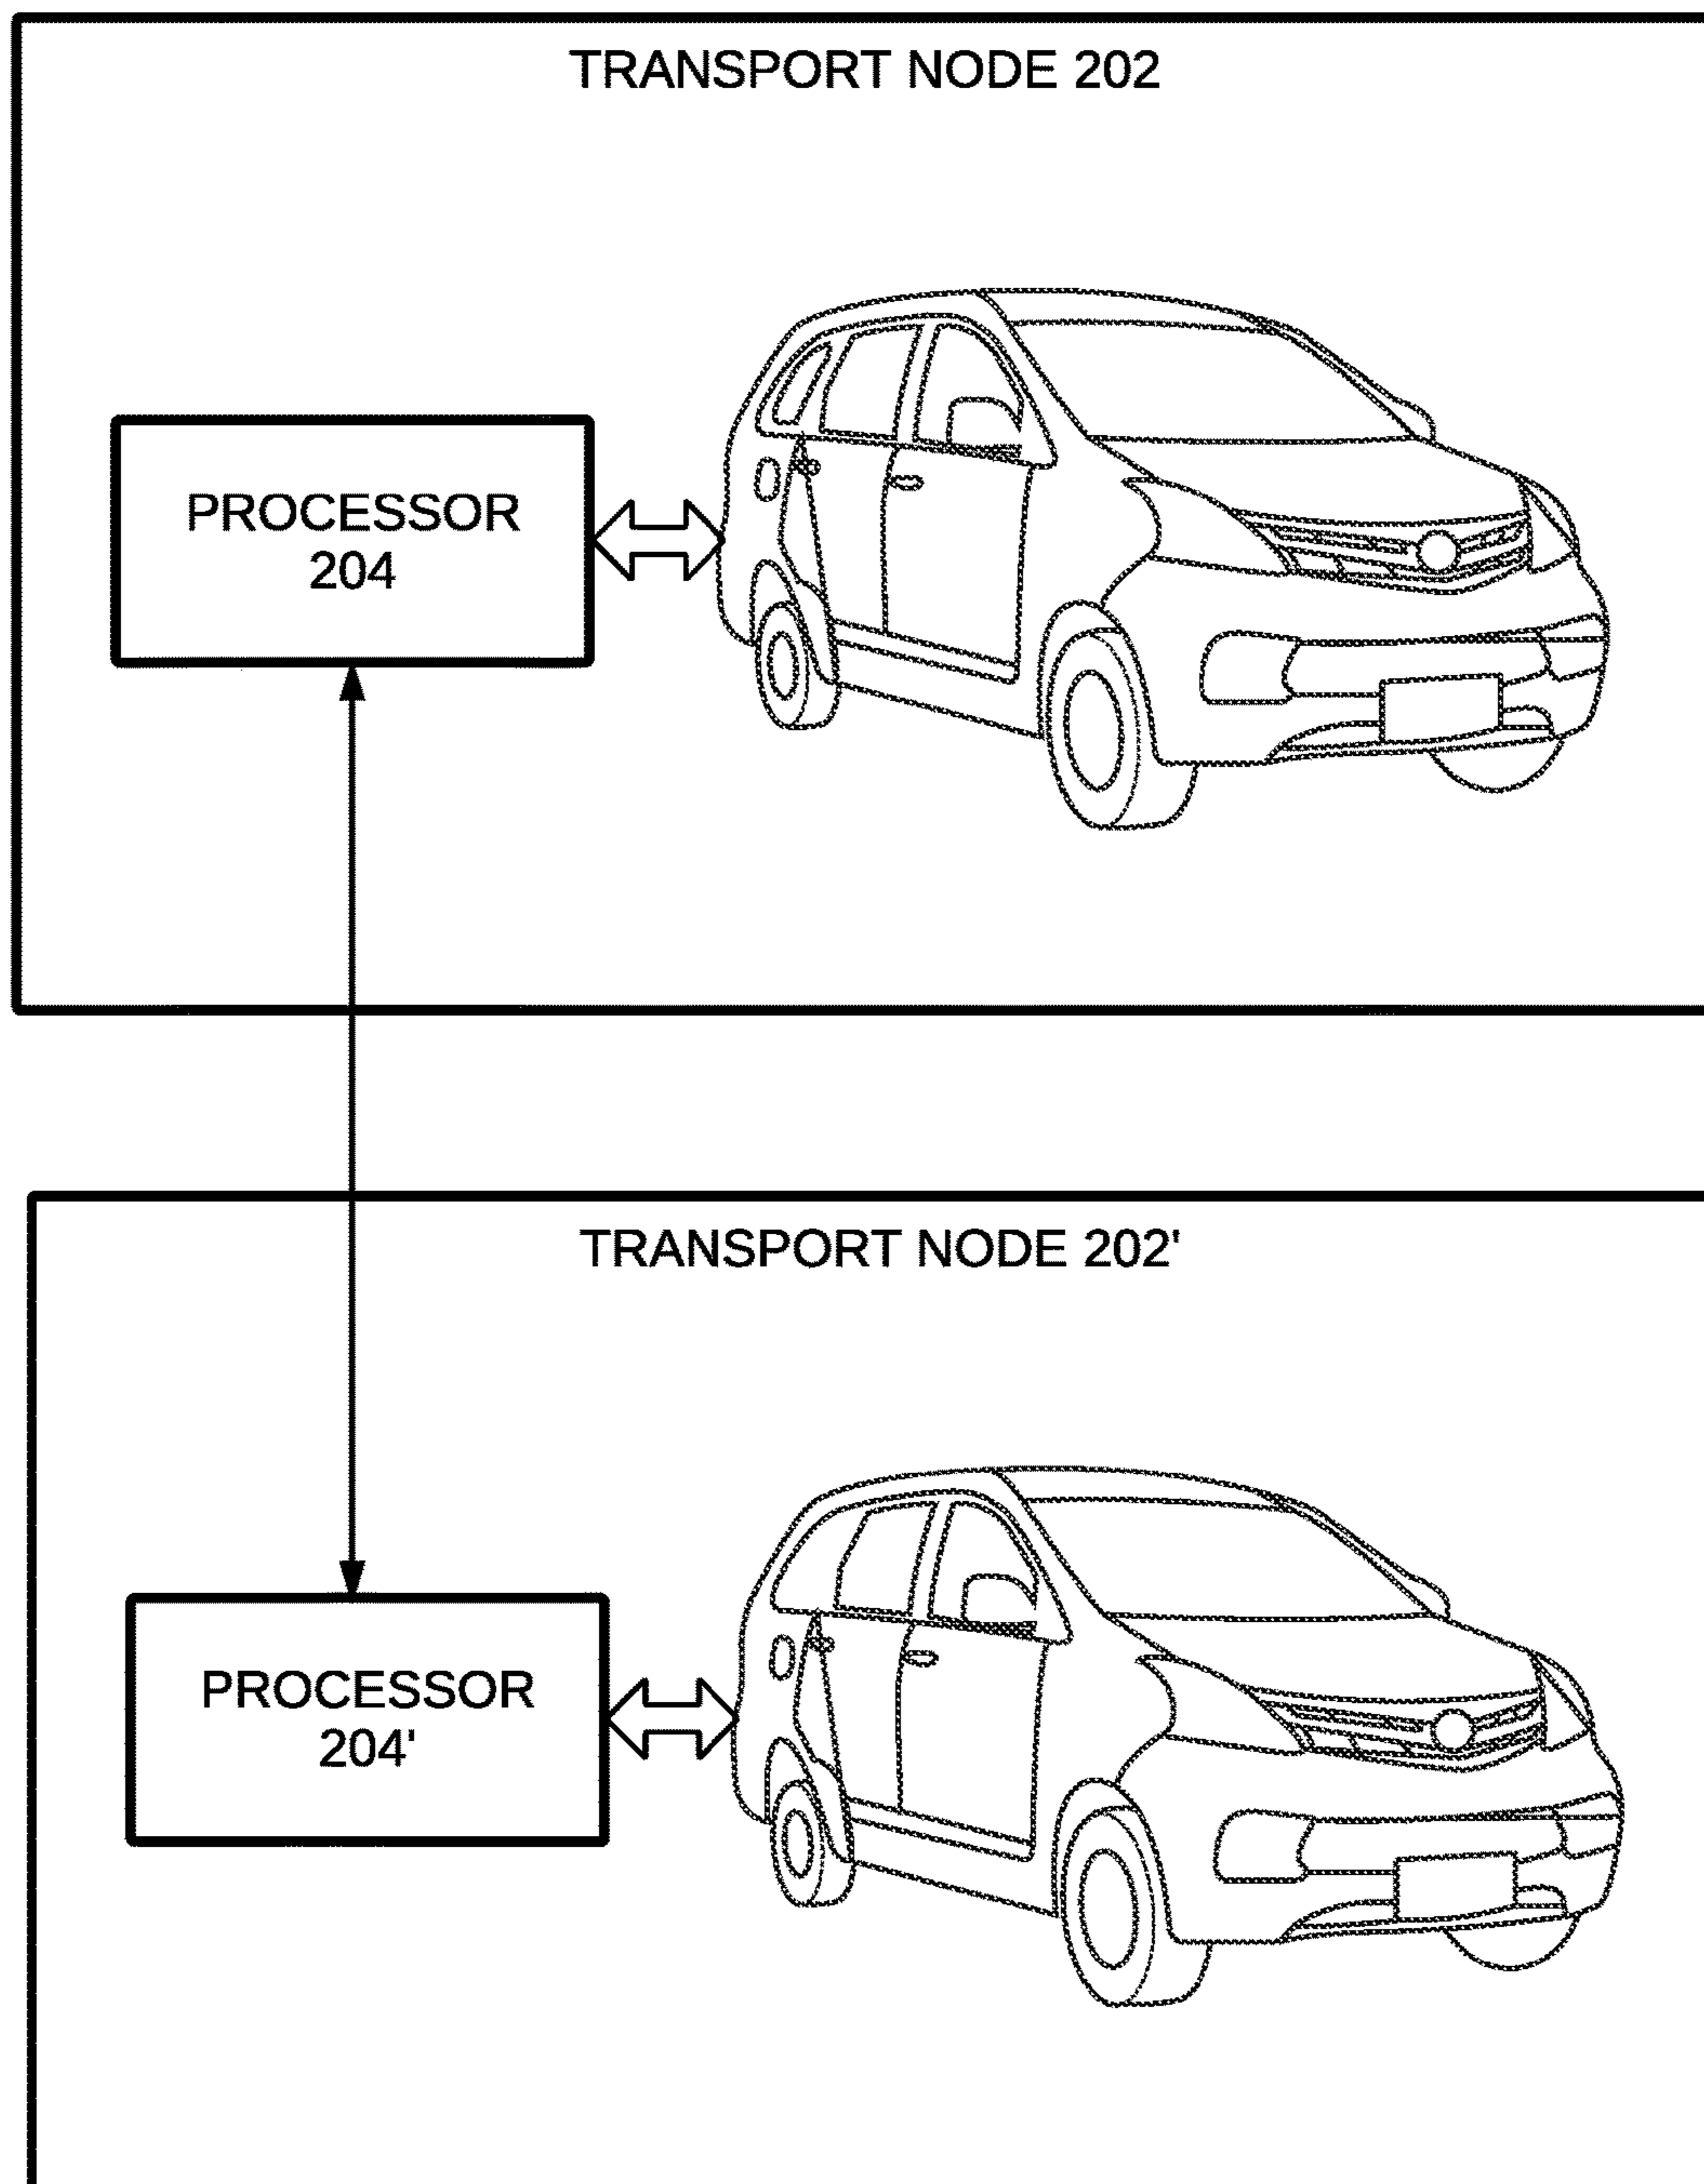 TRANSPORT NODE 202
PROCESSOR
204
TRANSPORT NODE 202'
PROCESSOR
204'